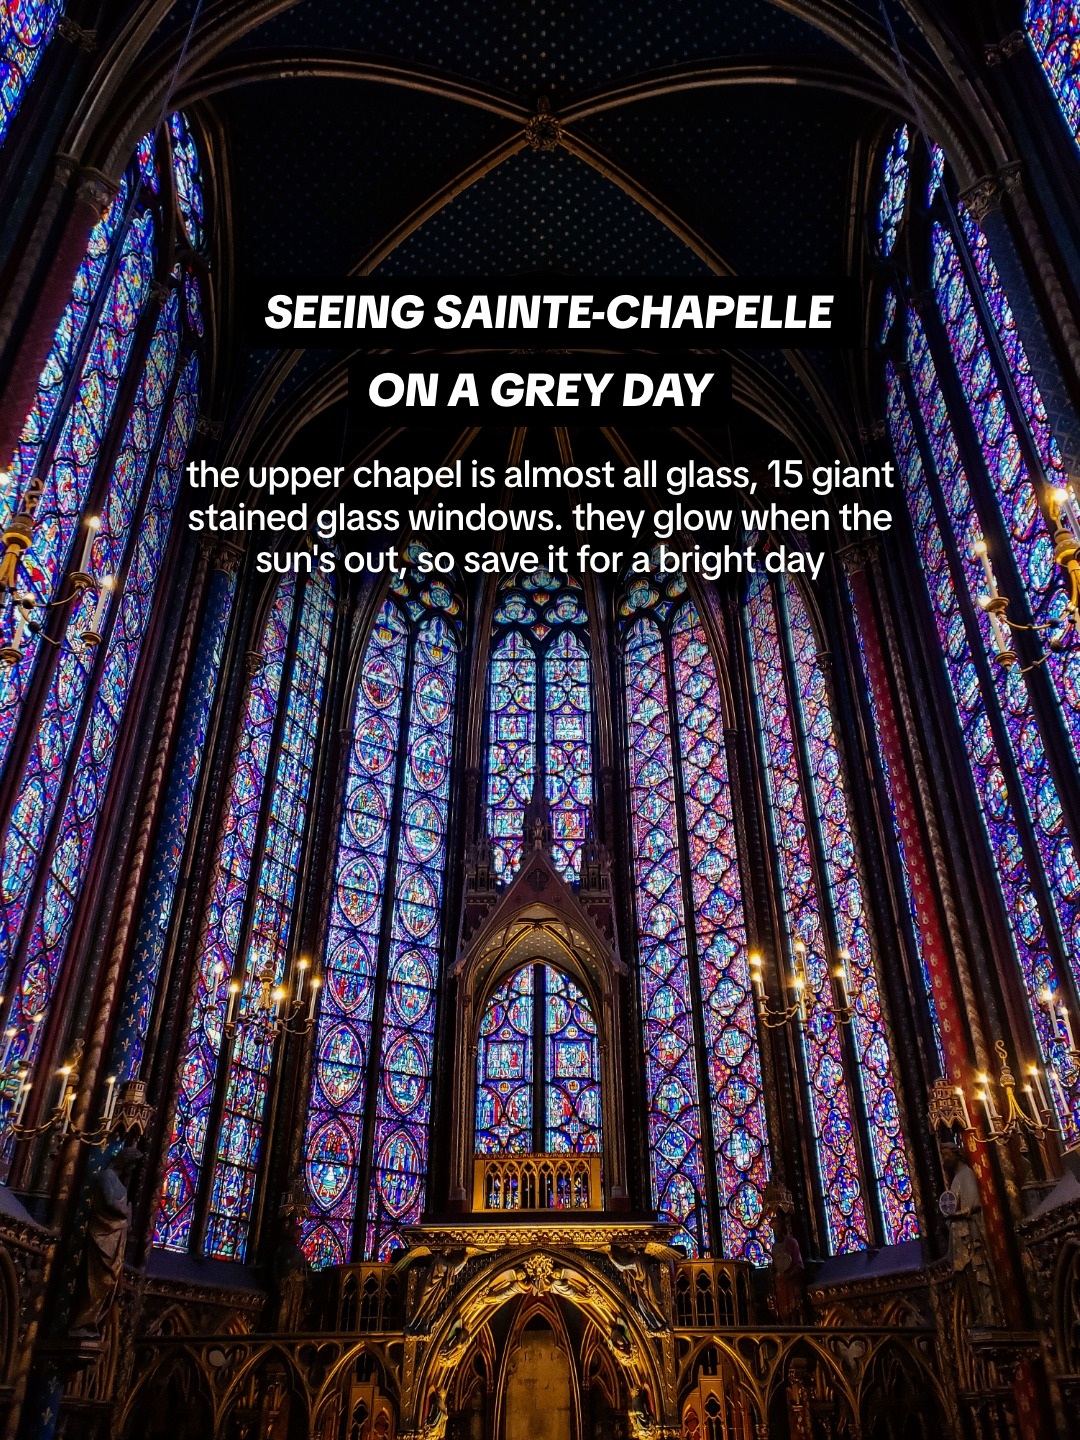 SEEING SAINTE-CHAPELLE
ON A GREY DAY
the upper chapel is almost all glass, 15 giant
stained glass windows. they glow when the
sun's out, so save it for a bright day